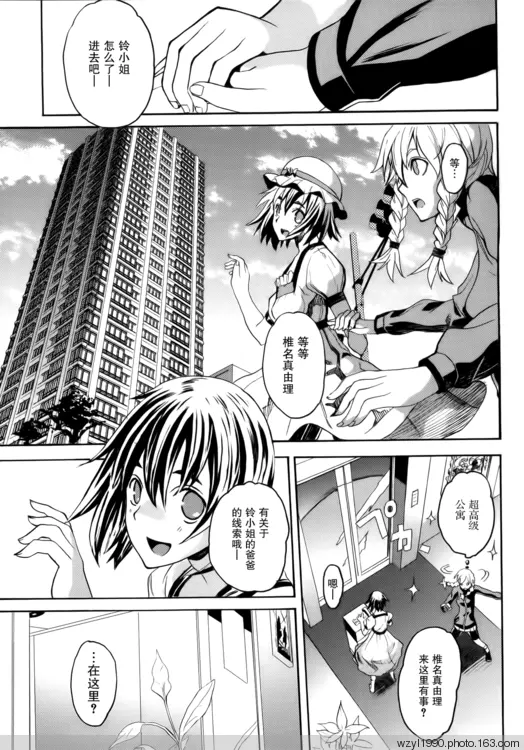 铃小姐
怎么了—
进去吧—
等…
等等
椎名真由理
有关于
铃小姐的爸爸
的线索哦—
超高级
公寓
嗯—
椎名真由理
来这里有事？
…在这里？
wzyl1990.photo.163.com